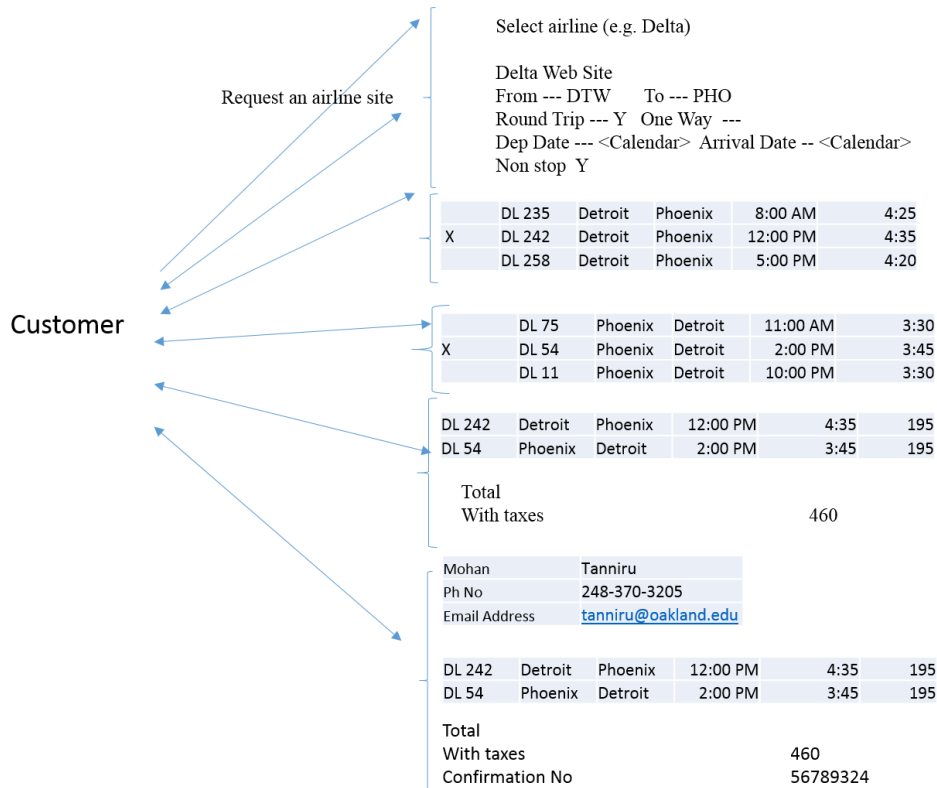 Select airline (e.g. Delta)
Delta Web Site
Request an airline site
From --- DTW To --- PHO
Round Trip --- Y One Way ---
Dep Date --- <Calendar> Arrival Date -- <Calendar>
Non stop Y
DL 235 Detroit Phoenix 8:00 AM 4:25
X DL 242 Detroit Phoenix 12:00 PM 4:35
DL 258 Detroit Phoenix 5:00 PM 4:20
Customer
DL 75 Phoenix Detroit 11:00 AM 3:30
X DL 54 Phoenix Detroit 2:00 PM 3:45
DL 11 Phoenix Detroit 10:00 PM 3:30
DL 242 Detroit Phoenix 12:00 PM 4:35 195
DL 54 Phoenix Detroit 2:00 PM 3:45 195
Total
With taxes 460
Mohan Tanniru
Ph No 248-370-3205
Email Address tanniru@oakland.edu
DL 242 Detroit Phoenix 12:00 PM 4:35 195
DL 54 Phoenix Detroit 2:00 PM 3:45 195
Total
With taxes 460
Confirmation No 56789324